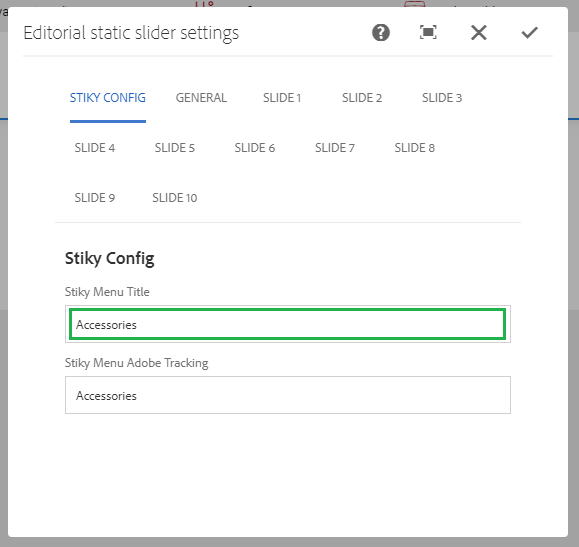 Editorial static slider settings
STIKY CONFIG GENERAL SLIDE 1 SLIDE 2 SLIDE 3
SLIDE 4 SLIDE 5 SLIDE 6 SLIDE 7 SLIDE 8
SLIDE 9 SLIDE 10
Stiky Config
Stiky Menu Title
Accessories
Stiky Menu Adobe Tracking
Accessories